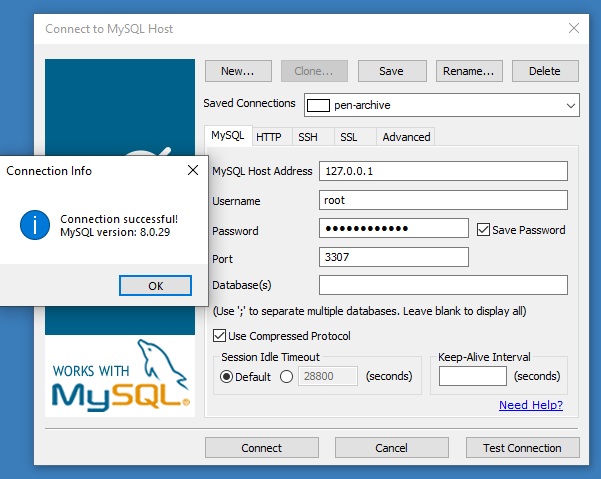 Connect to MySQL Host
New...
Clone...
Save
Rename...
Delete
Saved Connections
pen-archive
MySQL
HTTP
SSH
SSL
Advanced
MySQL Host Address
127.0.0.1
Username
root
Password
••••••••••••
Save Password
Port
3307
Database(s)
(Use ';' to separate multiple databases. Leave blank to display all)
Use Compressed Protocol
Session Idle Timeout
Default
28800
(seconds)
Keep-Alive Interval
(seconds)
Need Help?
Connect
Cancel
Test Connection
Connection Info
Connection successful!
MySQL version: 8.0.29
OK
WORKS WITH
MySQL®